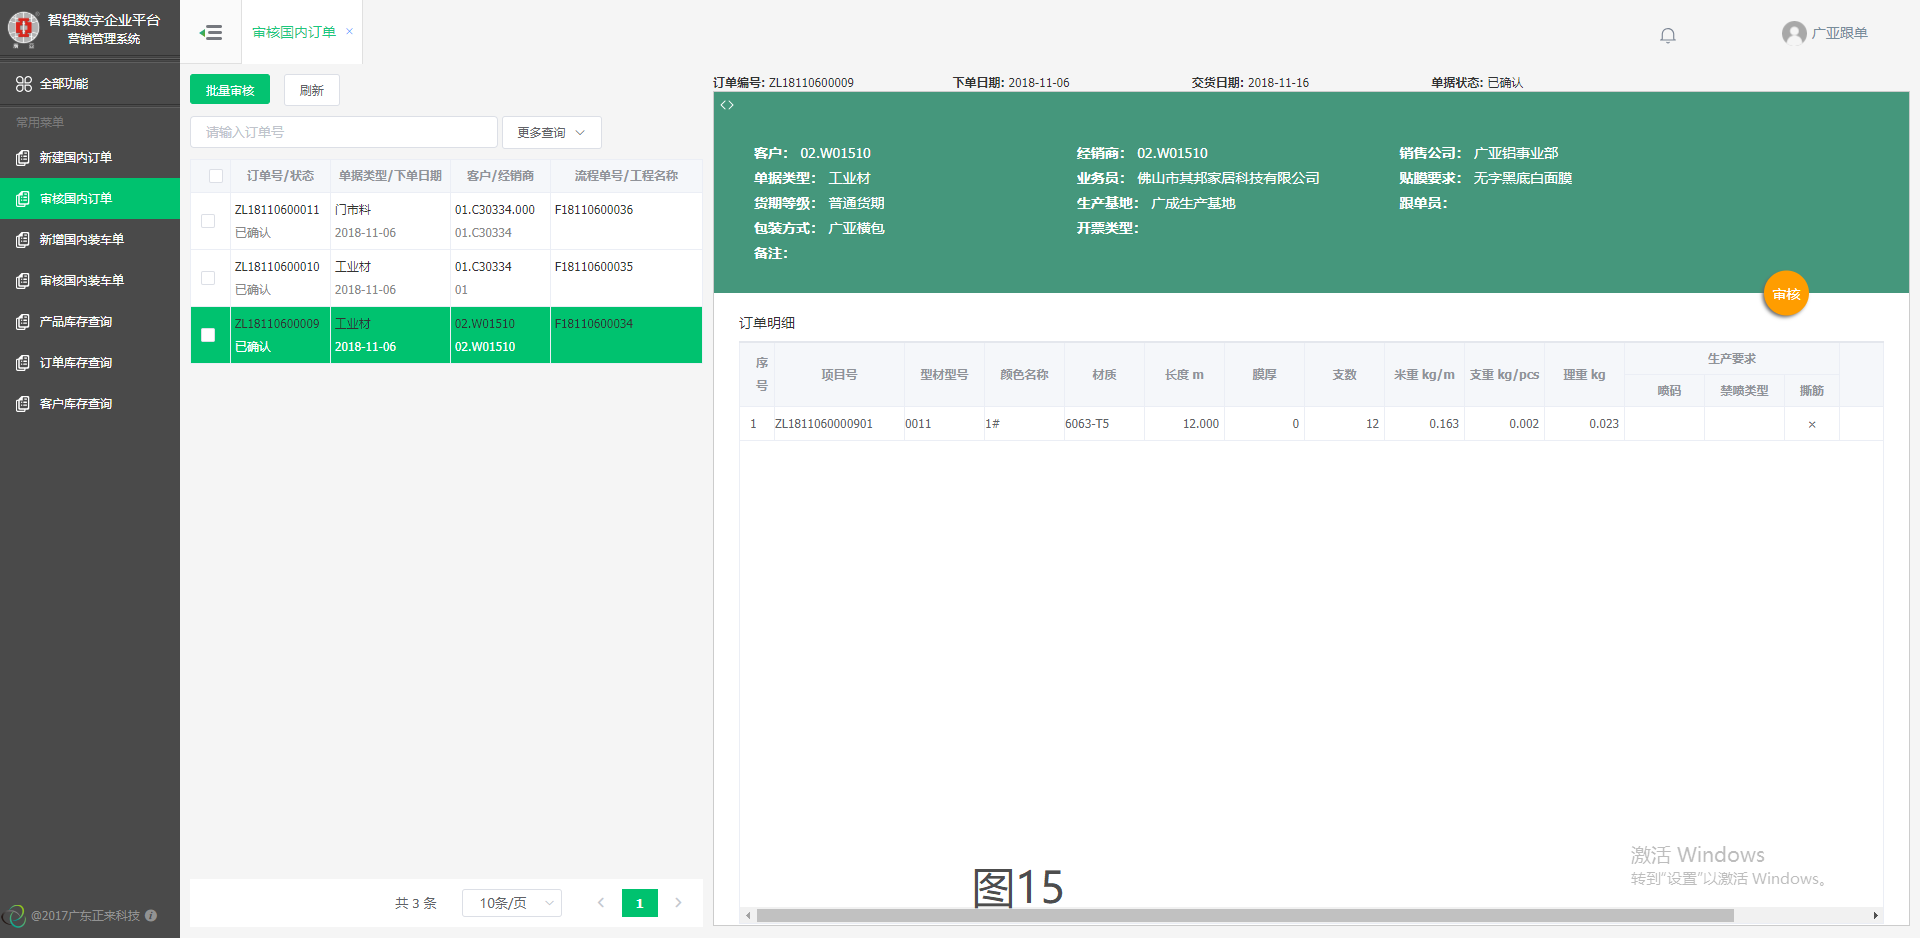 智铝数字企业平台
营销管理系统
全部功能
常用菜单
新建国内订单
审核国内订单
新增国内装车单
审核国内装车单
产品库存查询
订单库存查询
客户库存查询
@2017广东正来科技
审核国内订单 ×
广亚跟单
批量审核 刷新
请输入订单号 更多查询
订单号/状态 单据类型/下单日期 客户/经销商 流程单号/工程名称
ZL18110600011 门市料 01.C30334.000 F18110600036
已确认 2018-11-06 01.C30334
ZL18110600010 工业材 01.C30334 F18110600035
已确认 2018-11-06 01
ZL18110600009 工业材 02.W01510 F18110600034
已确认 2018-11-06 02.W01510
共 3 条 10条/页 < 1 >
订单编号: ZL18110600009 下单日期: 2018-11-06 交货日期: 2018-11-16 单据状态: 已确认
<>
客户: 02.W01510 经销商: 02.W01510 销售公司: 广亚铝事业部
单据类型: 工业材 业务员: 佛山市其邦家居科技有限公司 贴膜要求: 无字黑底白面膜
货期等级: 普通货期 生产基地: 广成生产基地 跟单员:
包装方式: 广亚横包 开票类型:
备注:
审核
订单明细
序号 项目号 型材型号 颜色名称 材质 长度 m 膜厚 支数 米重 kg/m 支重 kg/pcs 理重 kg 生产要求
喷码 禁喷类型 撕筋
1 ZL1811060000901 0011 1# 6063-T5 12.000 0 12 0.163 0.002 0.023 ×
激活 Windows
转到“设置”以激活 Windows。
图15